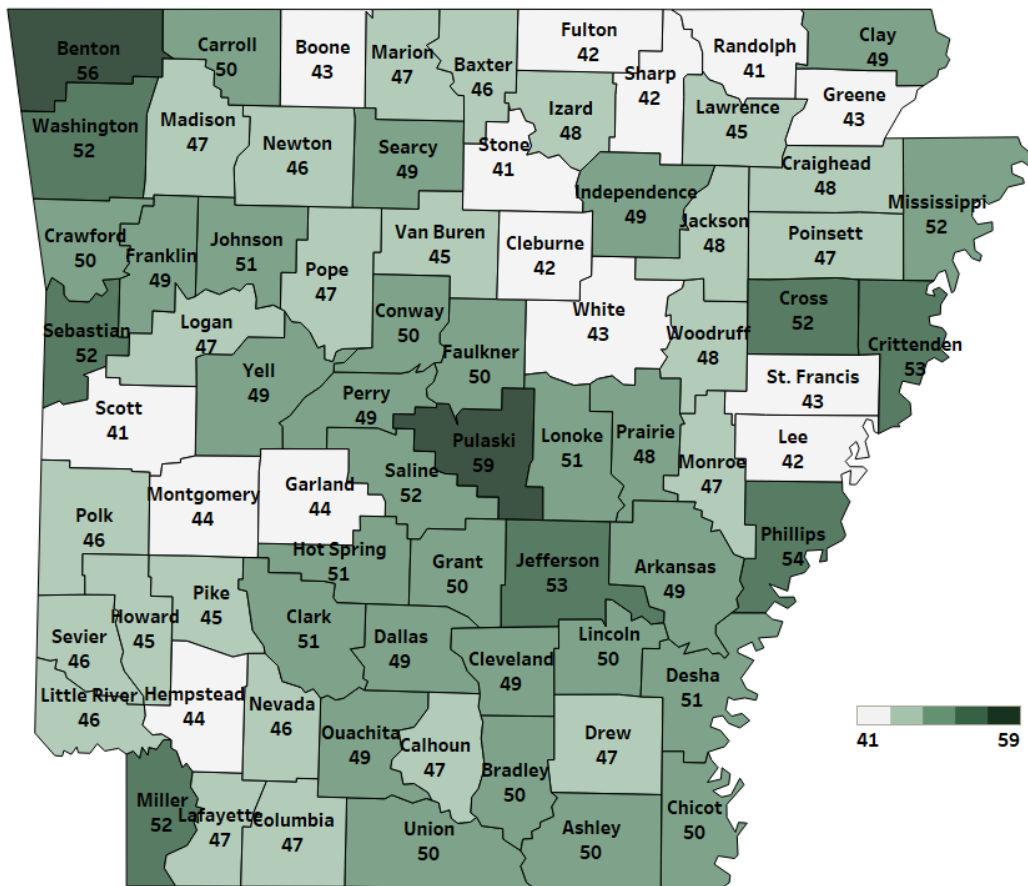 Benton
56
Carroll
50
Boone
43
Marion
47
Baxter
46
Fulton
42
Sharp
42
Randolph
41
Clay
49
Greene
43
Lawrence
45
Izard
48
Washington
52
Madison
47
Newton
46
Searcy
49
Stone
41
Independence
49
Jackson
48
Craighead
48
Mississippi
52
Poinsett
47
Crawford
50
Franklin
49
Johnson
51
Pope
47
Van Buren
45
Cleburne
42
White
43
Woodruff
48
Cross
52
Crittenden
53
Sebastian
52
Logan
47
Yell
49
Conway
50
Faulkner
50
St. Francis
43
Scott
41
Perry
49
Pulaski
59
Lonoke
51
Prairie
48
Monroe
47
Lee
42
Polk
46
Montgomery
44
Garland
44
Saline
52
Phillips
54
Hot Spring
51
Grant
50
Jefferson
53
Arkansas
49
Sevier
46
Howard
45
Pike
45
Clark
51
Dallas
49
Cleveland
49
Lincoln
50
Desha
51
Little River
46
Hempstead
44
Nevada
46
Ouachita
49
Calhoun
47
Bradley
50
Drew
47
41 59
Miller
52
Lafayette
47
Columbia
47
Union
50
Ashley
50
Chicot
50